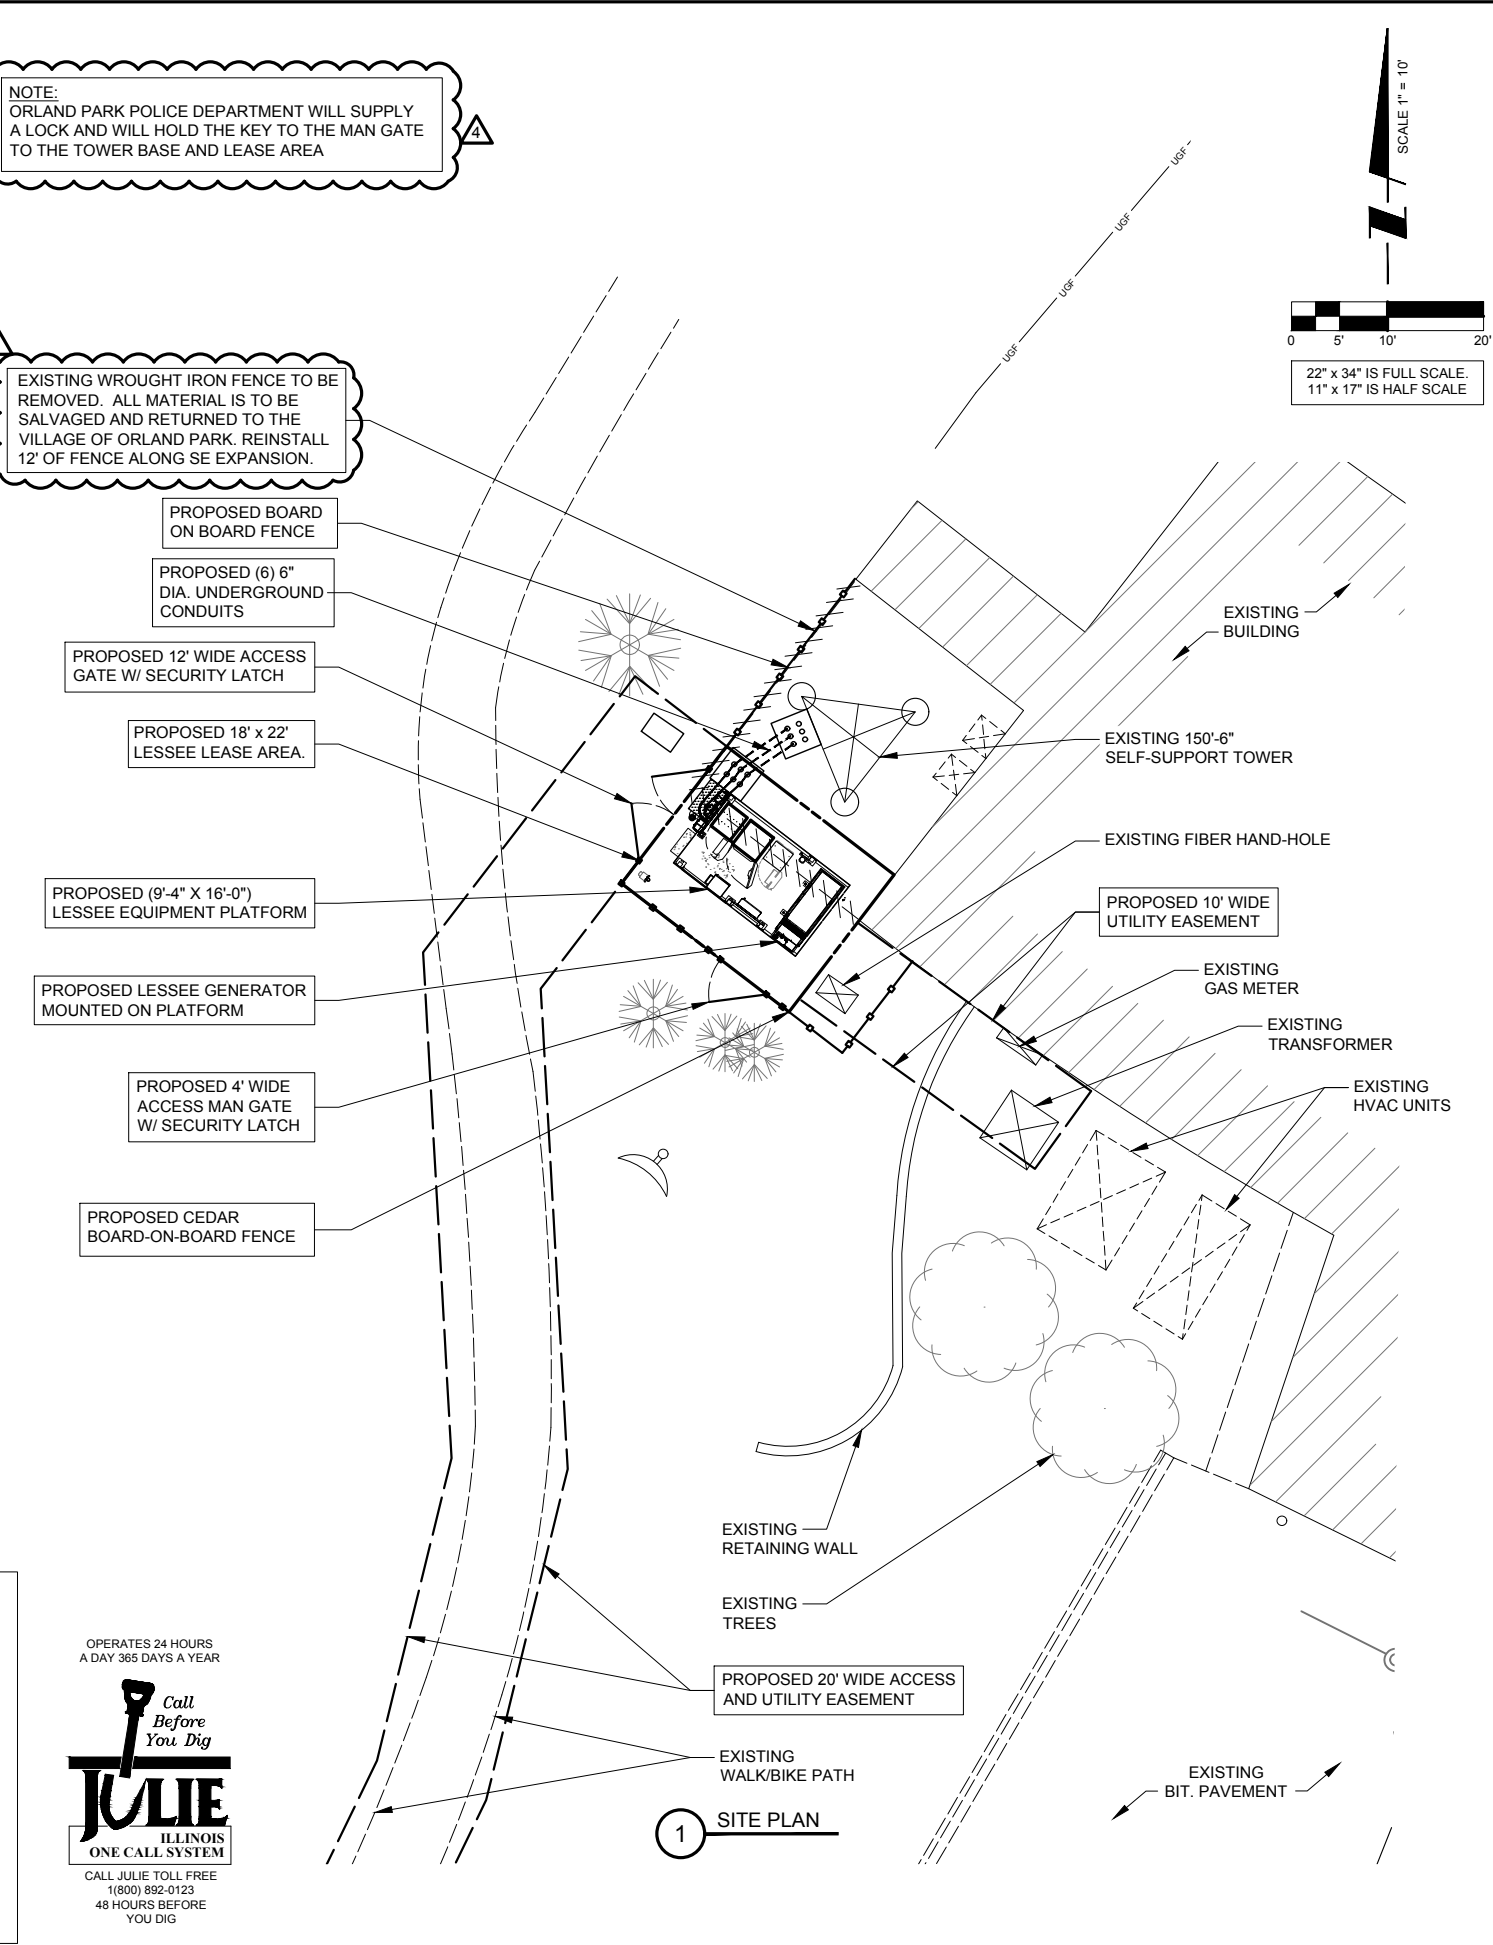 NOTE:
ORLAND PARK POLICE DEPARTMENT WILL SUPPLY
A LOCK AND WILL HOLD THE KEY TO THE MAN GATE
TO THE TOWER BASE AND LEASE AREA
4
SCALE 1" = 10'
0 5' 10' 20'
22" x 34" IS FULL SCALE.
11" x 17" IS HALF SCALE
UGF
UGF
UGF
UGF
EXISTING WROUGHT IRON FENCE TO BE
REMOVED. ALL MATERIAL IS TO BE
SALVAGED AND RETURNED TO THE
VILLAGE OF ORLAND PARK. REINSTALL
12' OF FENCE ALONG SE EXPANSION.
PROPOSED BOARD
ON BOARD FENCE
PROPOSED (6) 6"
DIA. UNDERGROUND
CONDUITS
PROPOSED 12' WIDE ACCESS
GATE W/ SECURITY LATCH
PROPOSED 18' x 22'
LESSEE LEASE AREA.
PROPOSED (9'-4" X 16'-0")
LESSEE EQUIPMENT PLATFORM
PROPOSED LESSEE GENERATOR
MOUNTED ON PLATFORM
PROPOSED 4' WIDE
ACCESS MAN GATE
W/ SECURITY LATCH
PROPOSED CEDAR
BOARD-ON-BOARD FENCE
EXISTING
BUILDING
EXISTING 150'-6"
SELF-SUPPORT TOWER
EXISTING FIBER HAND-HOLE
PROPOSED 10' WIDE
UTILITY EASEMENT
EXISTING
GAS METER
EXISTING
TRANSFORMER
EXISTING
HVAC UNITS
EXISTING
RETAINING WALL
EXISTING
TREES
PROPOSED 20' WIDE ACCESS
AND UTILITY EASEMENT
EXISTING
WALK/BIKE PATH
EXISTING
BIT. PAVEMENT
1 SITE PLAN
OPERATES 24 HOURS
A DAY 365 DAYS A YEAR
Call
Before
You Dig
JULIE
ILLINOIS
ONE CALL SYSTEM
CALL JULIE TOLL FREE
1(800) 892-0123
48 HOURS BEFORE
YOU DIG